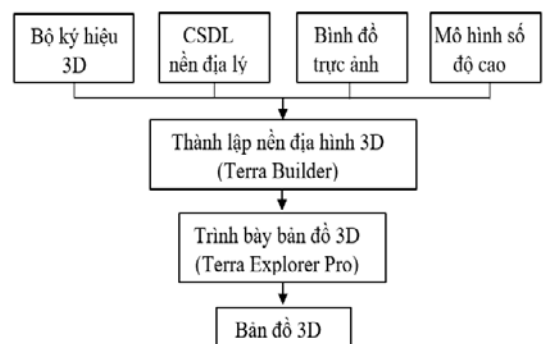 Bộ ký hiệu
3D
CSDL
nền địa lý
Bình đồ
trực ảnh
Mô hình số
độ cao
Thành lập nền địa hình 3D
(Terra Builder)
Trình bày bản đồ 3D
(Terra Explorer Pro)
Bản đồ 3D